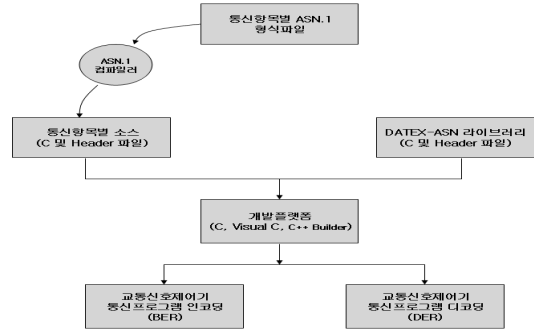 통신항목별 ASN.1
형식파일
ASN.1
컴파일러
통신항목별 소스
(C 및 Header 파일)
DATEX-ASN 라이브러리
(C 및 Header 파일)
개발플랫폼
(C, Visual C, C++ Builder)
교통신호제어기
통신프로그램 인코딩
(BER)
교통신호제어기
통신프로그램 디코딩
(DER)